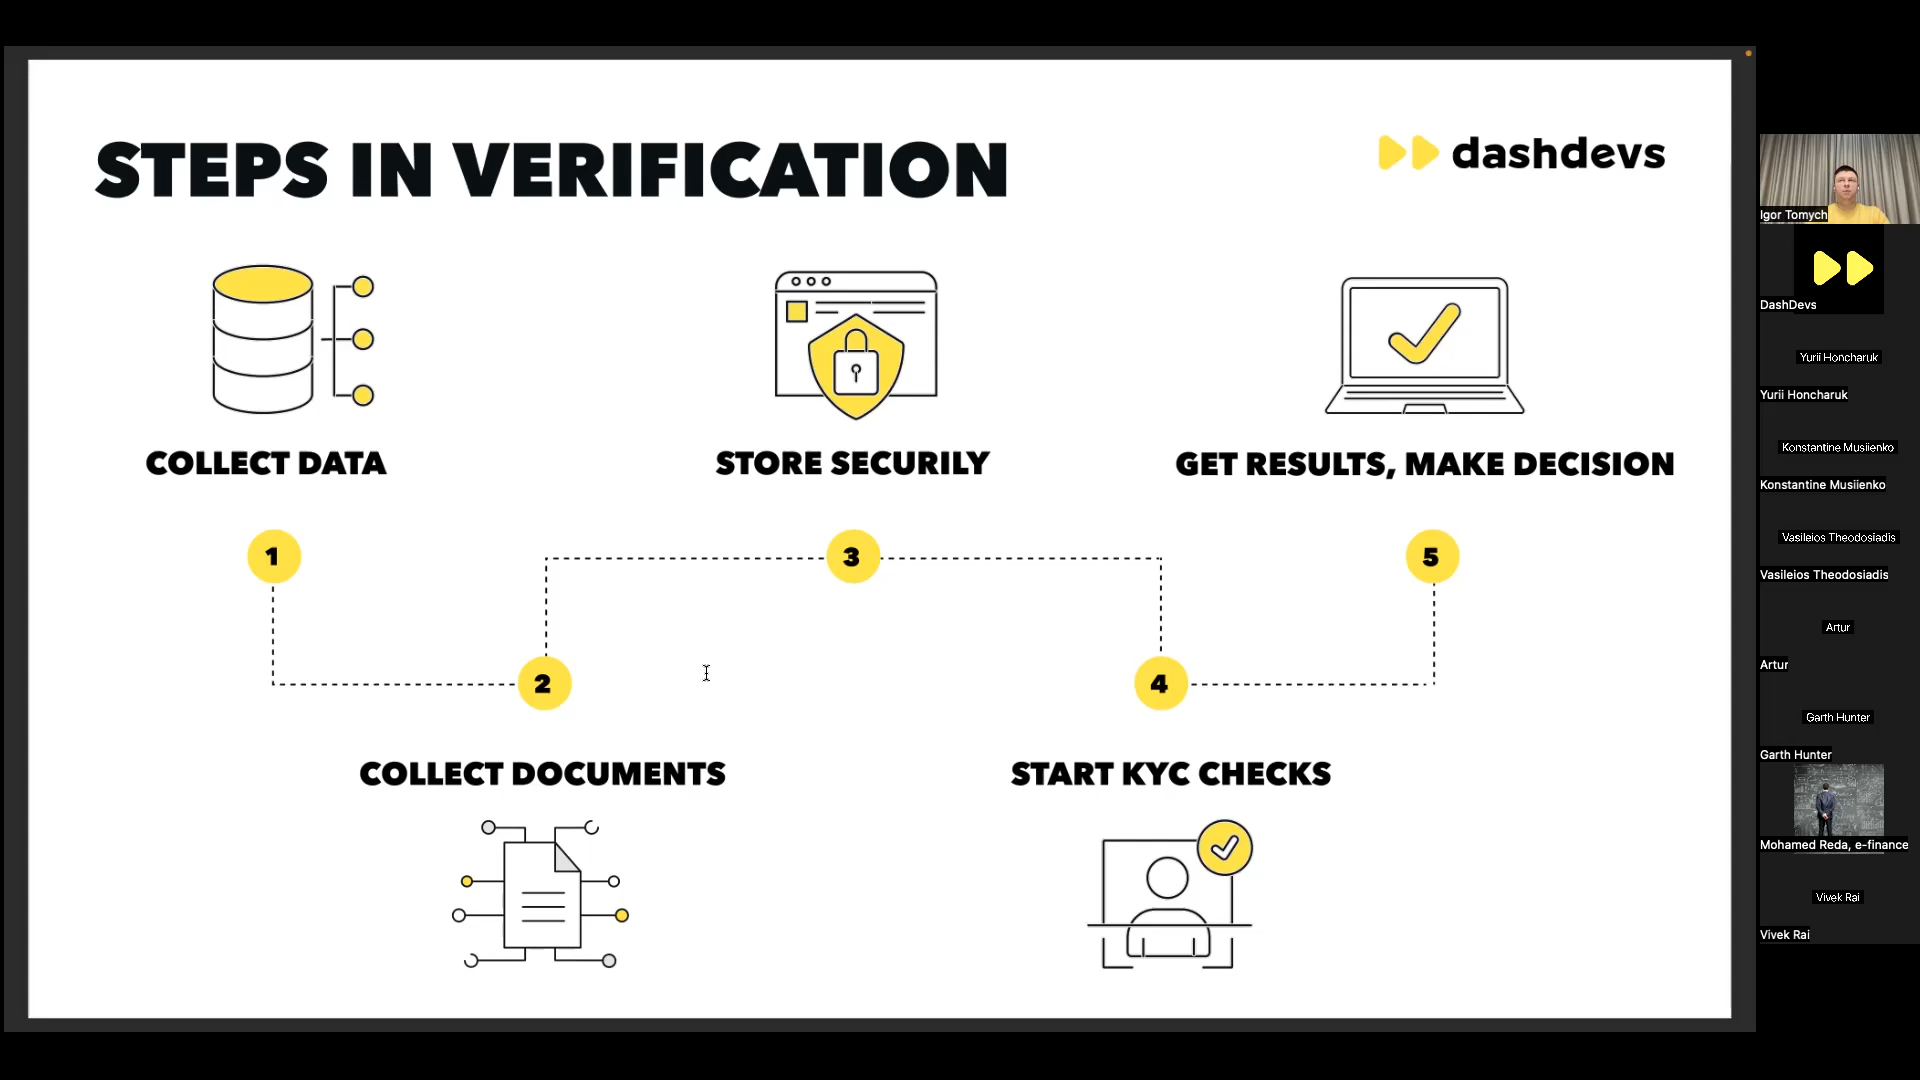 STEPS IN VERIFICATION
dashdevs
COLLECT DATA
STORE SECURILY
GET RESULTS, MAKE DECISION
1
3
5
2
4
COLLECT DOCUMENTS
START KYC CHECKS
Igor Tomych
DashDevs
Yurii Honcharuk
Yurii Honcharuk
Konstantine Musiienko
Konstantine Musiienko
Vasileios Theodosiadis
Vasileios Theodosiadis
Artur
Artur
Garth Hunter
Garth Hunter
Mohamed Reda, e-finance
Vivek Rai
Vivek Rai